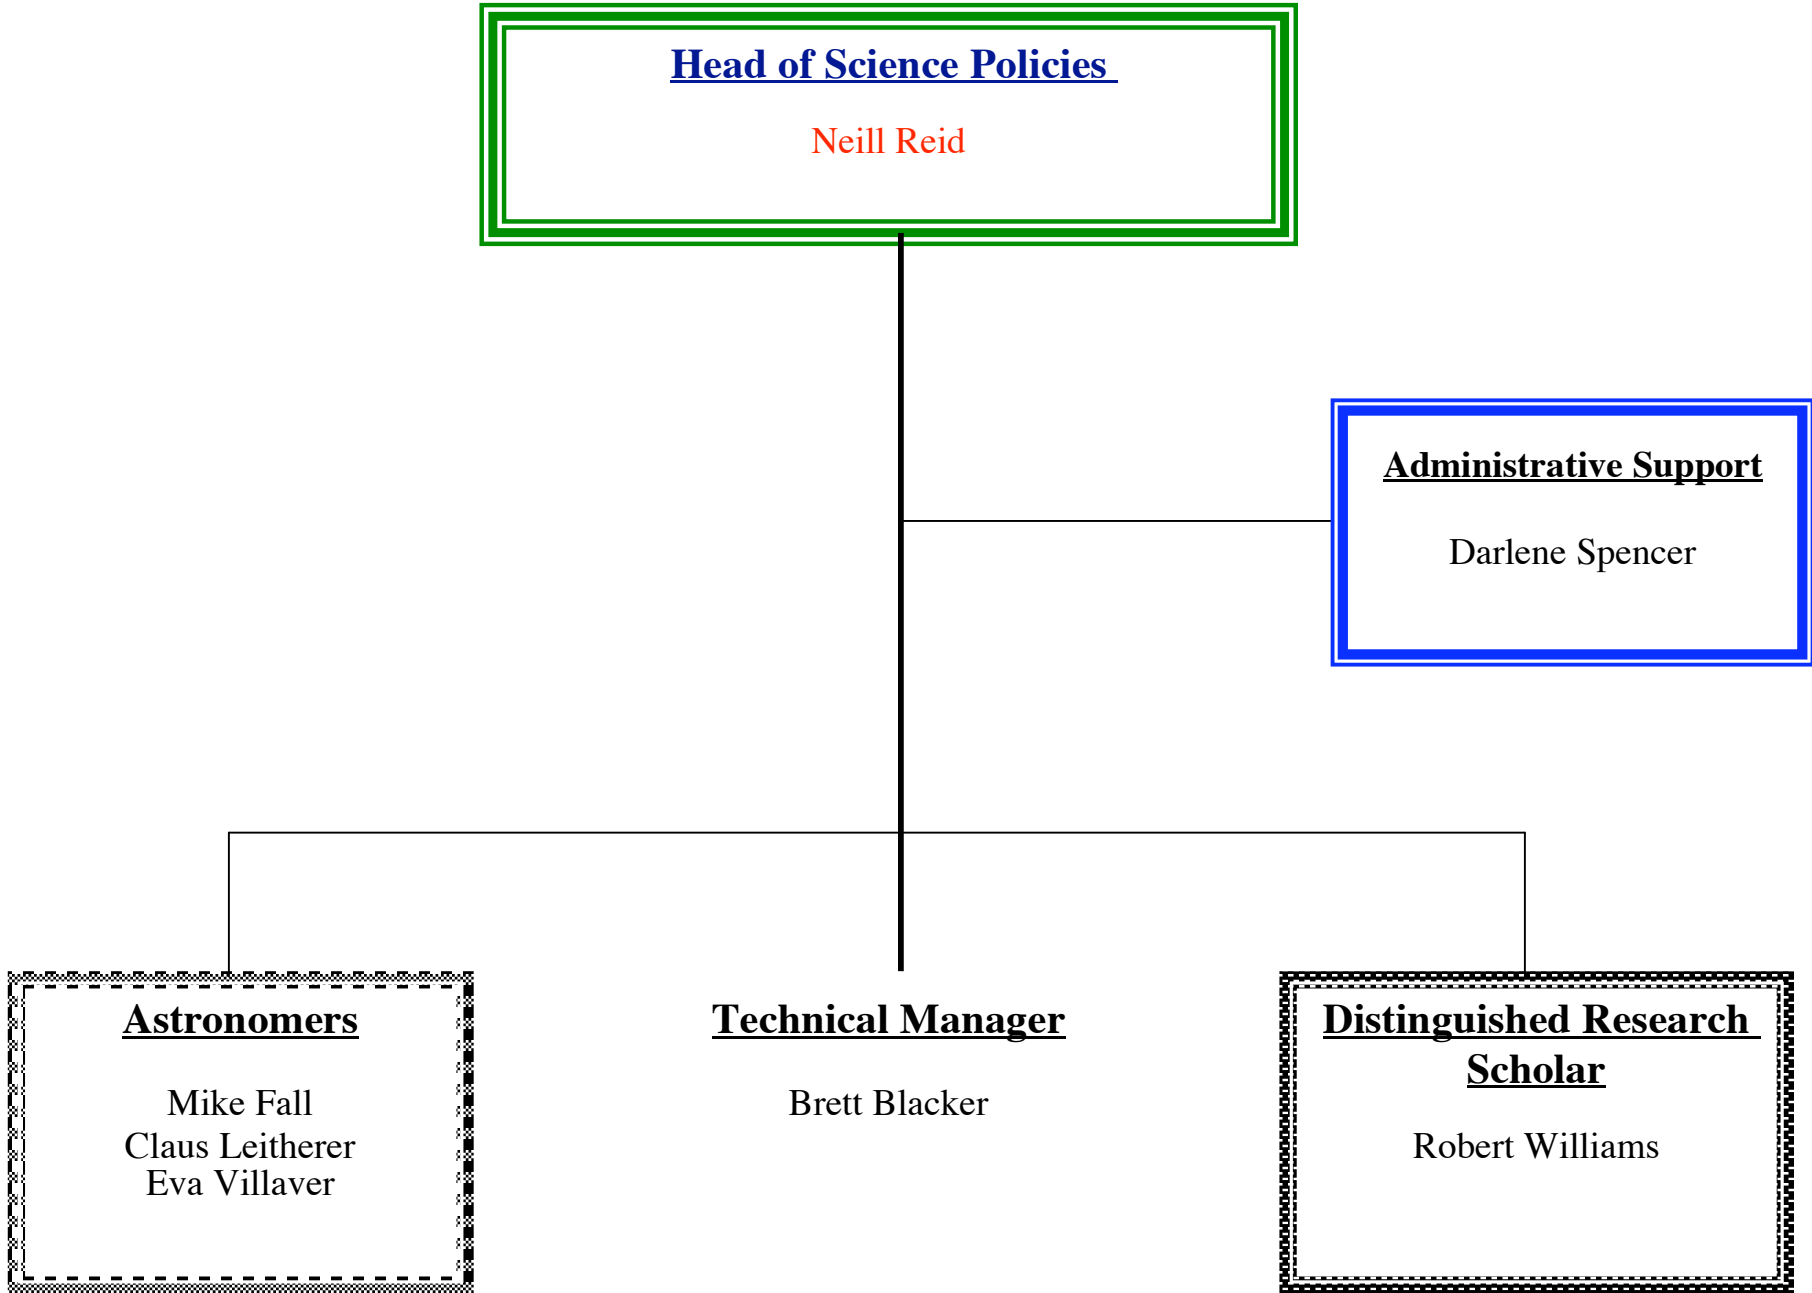 Head of Science Policies
Neill Reid
Administrative Support
Darlene Spencer
Astronomers
Mike Fall
Claus Leitherer
Eva Villaver
Technical Manager
Brett Blacker
Distinguished Research
Scholar
Robert Williams